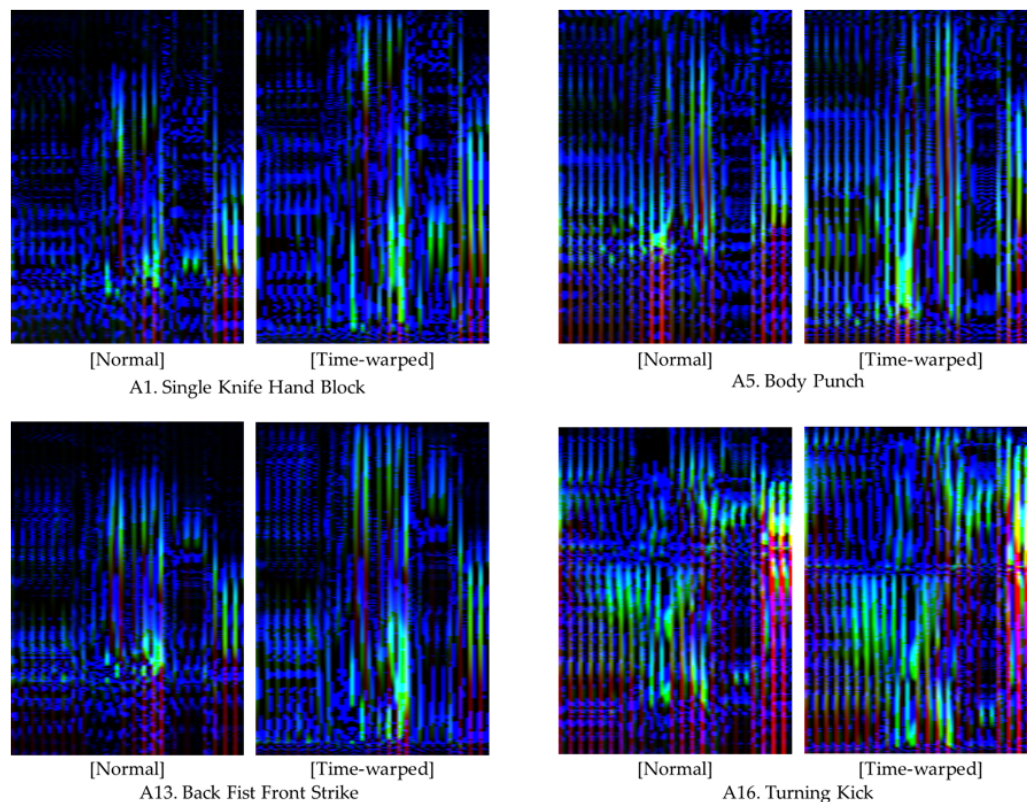 [Normal] [Time-warped]
A1. Single Knife Hand Block
[Normal] [Time-warped]
A5. Body Punch
[Normal] [Time-warped]
A13. Back Fist Front Strike
[Normal] [Time-warped]
A16. Turning Kick